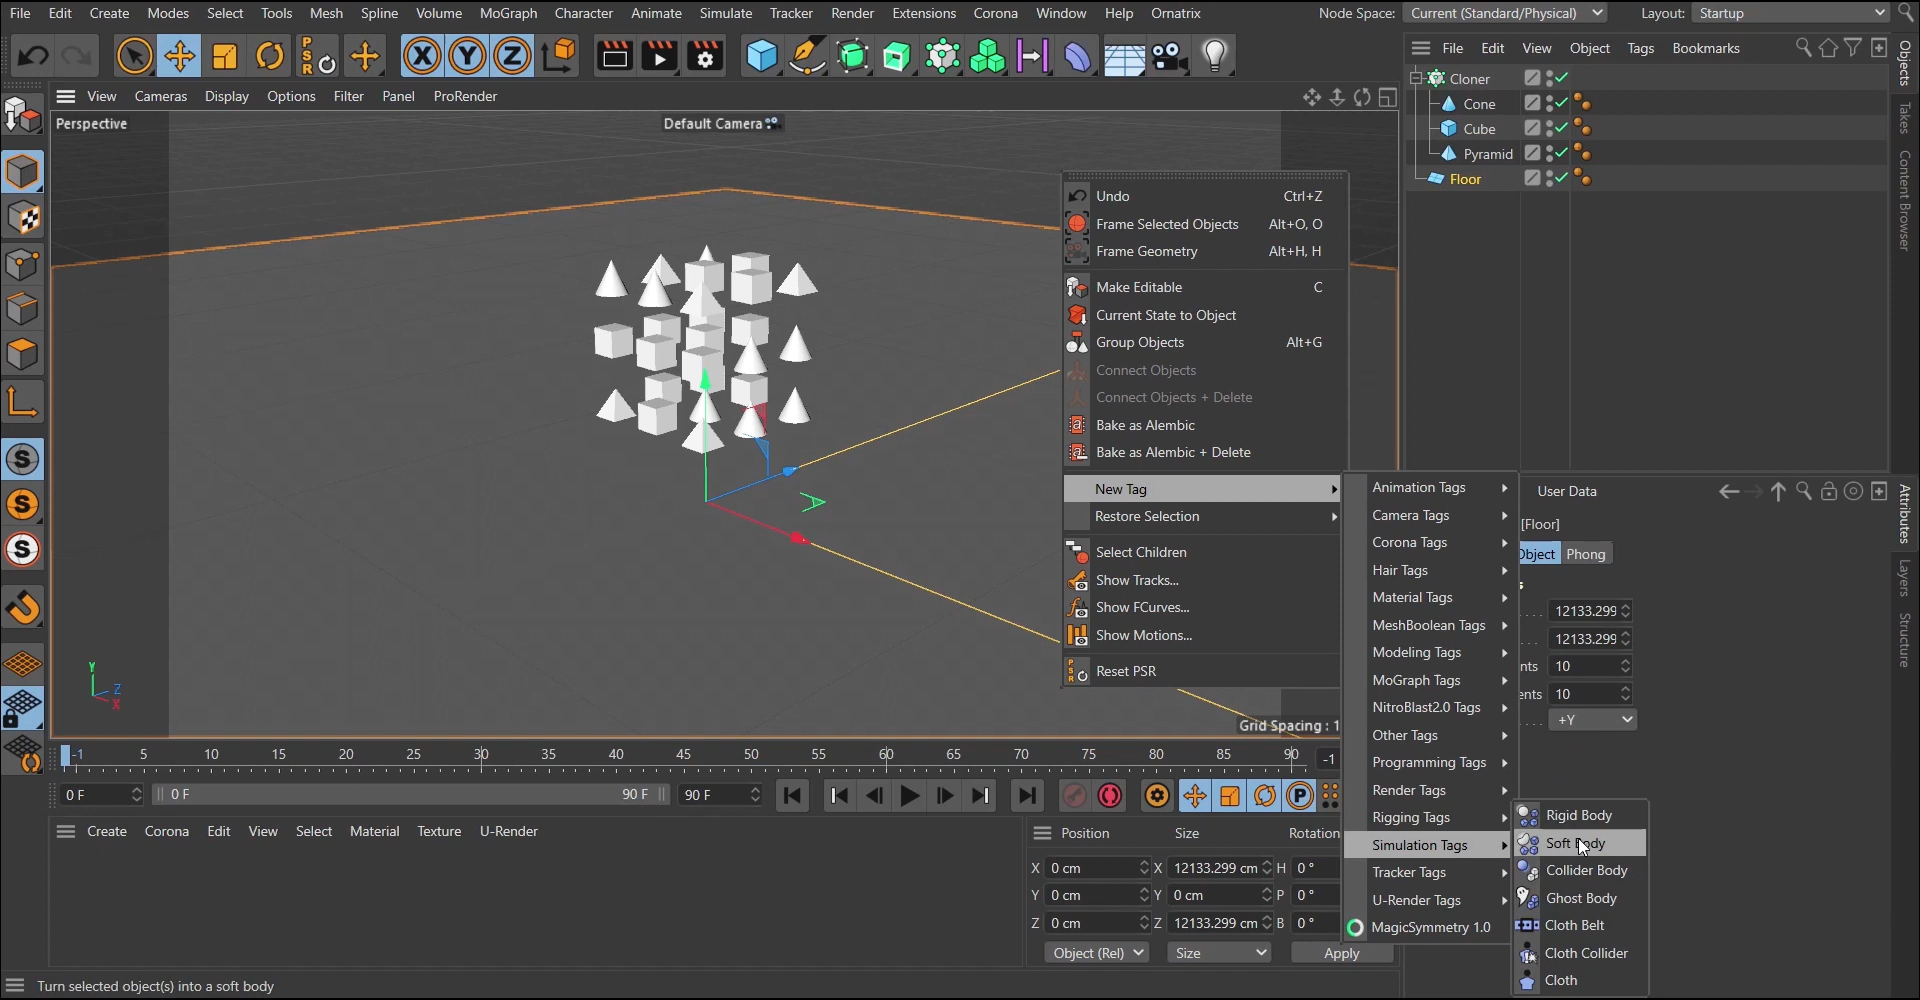 File Edit Create Modes Select Tools Mesh Spline Volume MoGraph Character Animate Simulate Tracker Render Extensions Corona Window Help Ornatrix Node Space: Current (Standard/Physical) Layout: Startup
PSR X Y Z
File Edit View Object Tags Bookmarks
View Cameras Display Options Filter Panel ProRender
Perspective
Default Camera
Cloner
Cone
Cube
Pyramid
Floor
Objects
Takes
Content Browser
Undo Ctrl+Z
Frame Selected Objects Alt+O, O
Frame Geometry Alt+H, H
Make Editable C
Current State to Object
Group Objects Alt+G
Connect Objects
Connect Objects + Delete
Bake as Alembic
Bake as Alembic + Delete
New Tag
Restore Selection
Select Children
Show Tracks...
Show FCurves...
Show Motions...
Reset PSR
Animation Tags
Camera Tags
Corona Tags
Hair Tags
Material Tags
MeshBoolean Tags
Modeling Tags
MoGraph Tags
NitroBlast2.0 Tags
Other Tags
Programming Tags
Render Tags
Rigging Tags
Simulation Tags
Tracker Tags
U-Render Tags
MagicSymmetry 1.0
Rigid Body
Soft Body
Collider Body
Ghost Body
Cloth Belt
Cloth Collider
Cloth
User Data
[Floor]
Object Phong
12133.299
12133.299
nts 10
ents 10
+Y
Attributes
Layers
Structure
Y
Z
X
Grid Spacing : 1
-1 5 10 15 20 25 30 35 40 45 50 55 60 65 70 75 80 85 90 -1
0 F 0 F 90 F 90 F
P
Create Corona Edit View Select Material Texture U-Render
Position Size Rotation
X 0 cm X 12133.299 cm H 0 °
Y 0 cm Y 0 cm P 0 °
Z 0 cm Z 12133.299 cm B 0 °
Object (Rel) Size Apply
Turn selected object(s) into a soft body